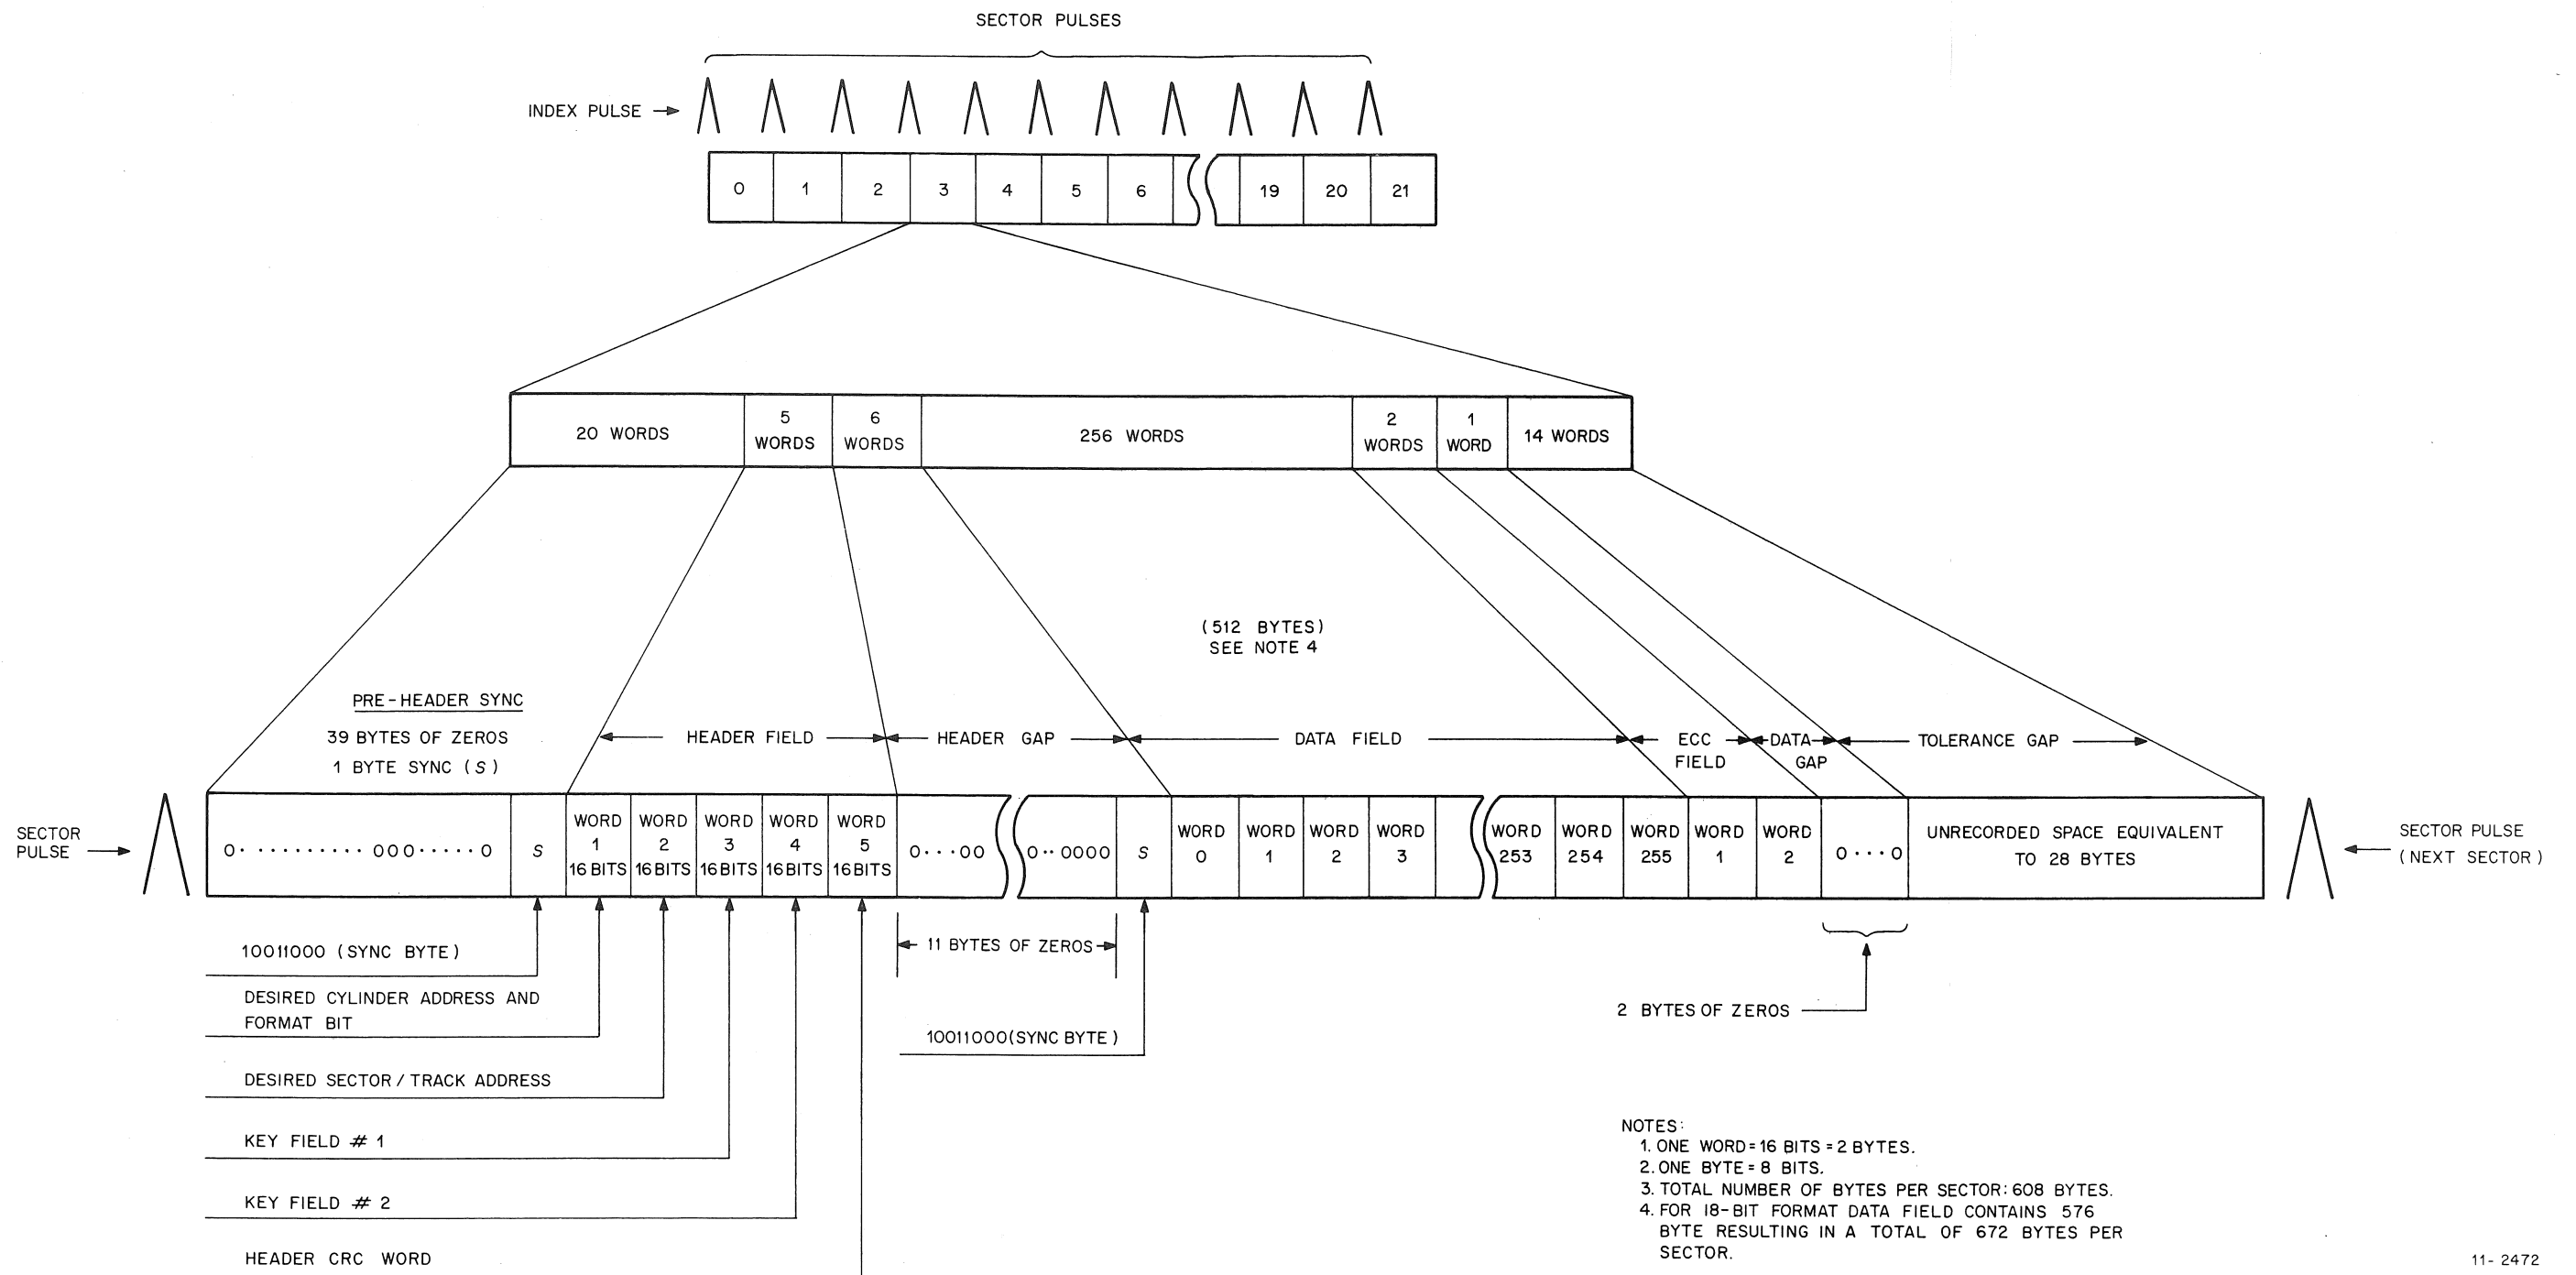 SECTOR PULSES
INDEX PULSE
0 1 2 3 4 5 6 19 20 21
20 WORDS
5
WORDS
6
WORDS
256 WORDS
2
WORDS
1
WORD
14 WORDS
(512 BYTES)
SEE NOTE 4
PRE-HEADER SYNC
39 BYTES OF ZEROS
1 BYTE SYNC (S)
HEADER FIELD
HEADER GAP
DATA FIELD
ECC
FIELD
DATA
GAP
TOLERANCE GAP
SECTOR
PULSE
0·········· 000·····0
S
WORD
1
16 BITS
WORD
2
16 BITS
WORD
3
16 BITS
WORD
4
16 BITS
WORD
5
16 BITS
0···00
0··0000
S
WORD
0
WORD
1
WORD
2
WORD
3
WORD
253
WORD
254
WORD
255
WORD
1
WORD
2
0···0
UNRECORDED SPACE EQUIVALENT
TO 28 BYTES
SECTOR PULSE
(NEXT SECTOR)
10011000 (SYNC BYTE)
DESIRED CYLINDER ADDRESS AND
FORMAT BIT
DESIRED SECTOR / TRACK ADDRESS
KEY FIELD # 1
KEY FIELD # 2
HEADER CRC WORD
11 BYTES OF ZEROS
10011000(SYNC BYTE)
2 BYTES OF ZEROS
NOTES:
1. ONE WORD = 16 BITS = 2 BYTES.
2. ONE BYTE = 8 BITS.
3. TOTAL NUMBER OF BYTES PER SECTOR: 608 BYTES.
4. FOR 18-BIT FORMAT DATA FIELD CONTAINS 576
BYTE RESULTING IN A TOTAL OF 672 BYTES PER
SECTOR.
11-2472